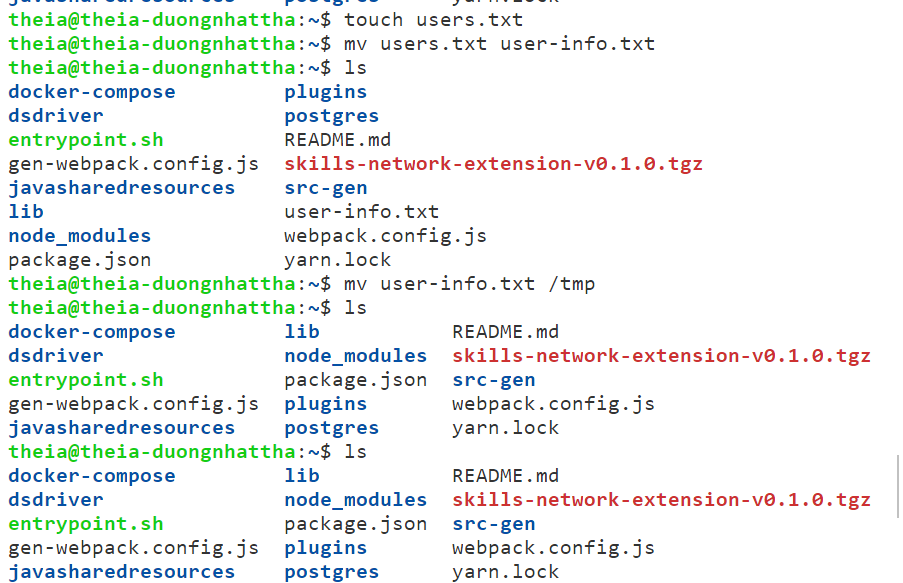 javasharedresources postgres yarn.lock
theia@theia-duongnhattha:~$ touch users.txt
theia@theia-duongnhattha:~$ mv users.txt user-info.txt
theia@theia-duongnhattha:~$ ls
docker-compose plugins
dsdriver postgres
entrypoint.sh README.md
gen-webpack.config.js skills-network-extension-v0.1.0.tgz
javasharedresources src-gen
lib user-info.txt
node_modules webpack.config.js
package.json yarn.lock
theia@theia-duongnhattha:~$ mv user-info.txt /tmp
theia@theia-duongnhattha:~$ ls
docker-compose lib README.md
dsdriver node_modules skills-network-extension-v0.1.0.tgz
entrypoint.sh package.json src-gen
gen-webpack.config.js plugins webpack.config.js
javasharedresources postgres yarn.lock
theia@theia-duongnhattha:~$ ls
docker-compose lib README.md
dsdriver node_modules skills-network-extension-v0.1.0.tgz
entrypoint.sh package.json src-gen
gen-webpack.config.js plugins webpack.config.js
javasharedresources postgres yarn.lock